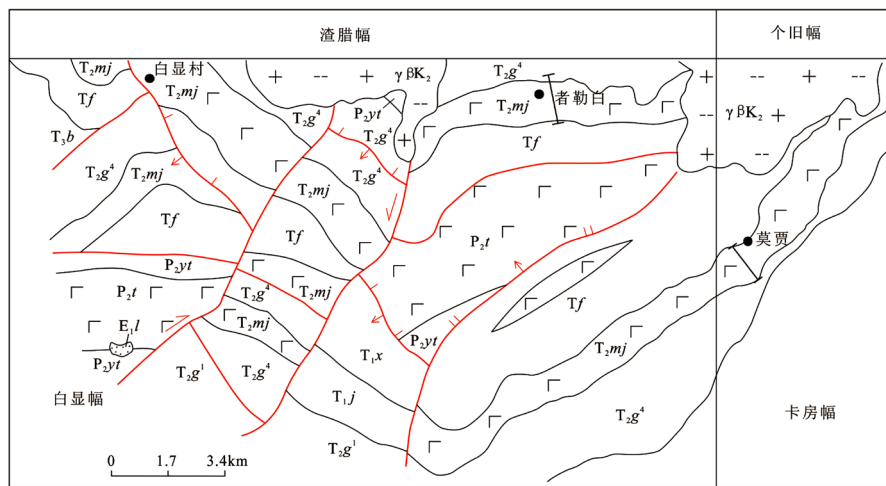 渣腊幅
个旧幅
T₂mj
白显村
Tf
T₂mj
T₃b
T₂g⁴
T₂mj
Tf
γβK₂
P₂yt
T₂g⁴
T₂g⁴
T₂g⁴
T₂g⁴
T₂mj
者勒白
Tf
γβK₂
T₂mj
Tf
P₂t
莫贾
P₂yt
P₂t
T₂g⁴
T₂mj
T₂mj
E₁l
P₂yt
T₂g¹
T₂g⁴
T₁x
P₂yt
Tf
T₂mj
T₁j
T₂g¹
T₂g⁴
白显幅
卡房幅
0 1.7 3.4km